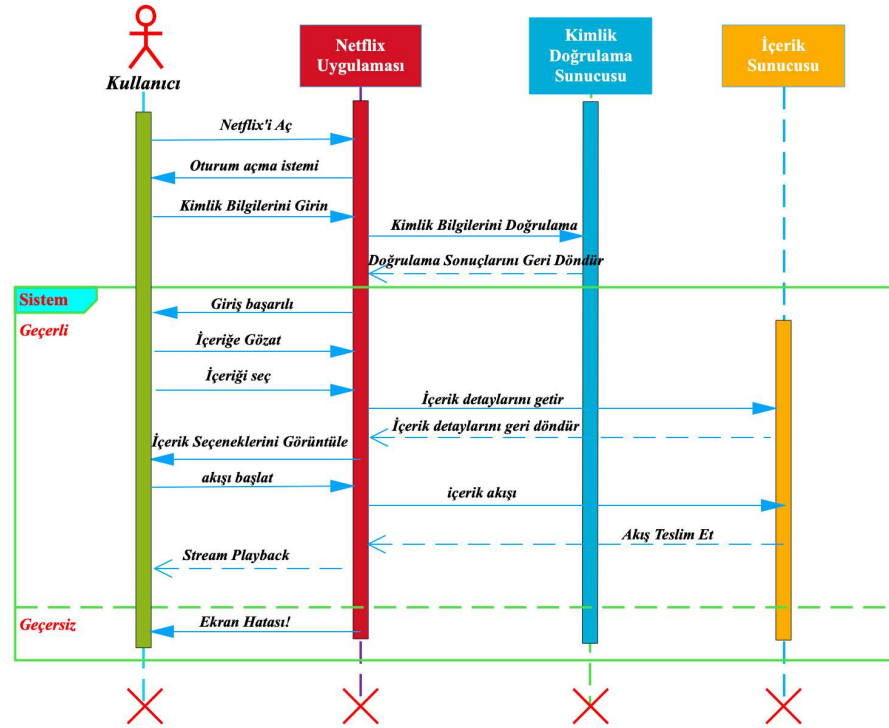 Kullanıcı
Netflix
Uygulaması
Kimlik
Doğrulama
Sunucusu
İçerik
Sunucusu
Netflix'i Aç
Oturum açma istemi
Kimlik Bilgilerini Girin
Kimlik Bilgilerini Doğrulama
Doğrulama Sonuçlarını Geri Döndür
Sistem
Geçerli
Giriş başarılı
İçeriğe Gözat
İçeriği seç
İçerik detaylarını getir
İçerik detaylarını geri döndür
İçerik Seçeneklerini Görüntüle
akışı başlat
içerik akışı
Akış Teslim Et
Stream Playback
Geçersiz
Ekran Hatası!